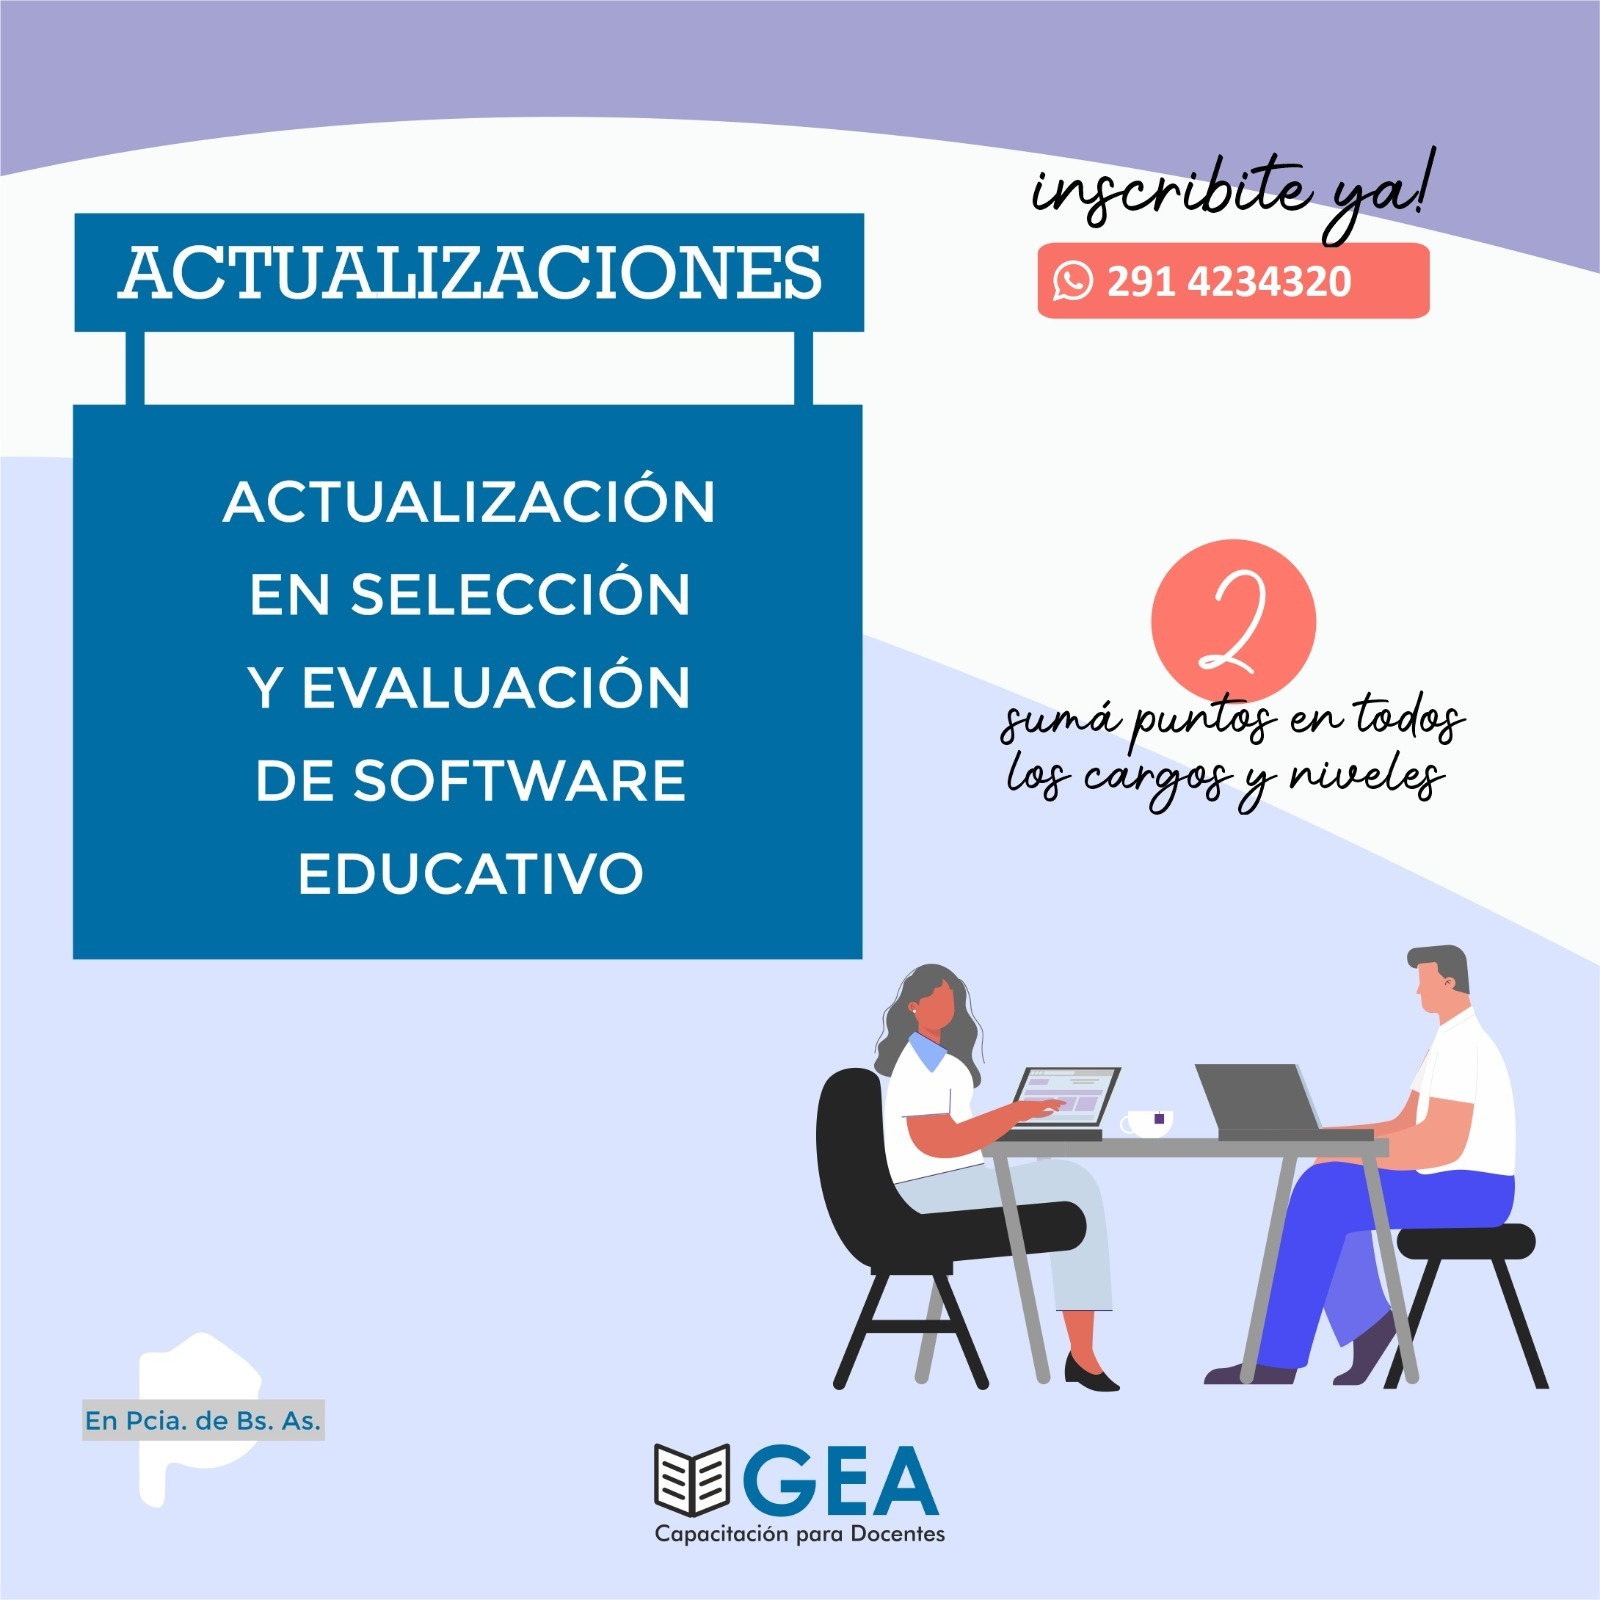 inscribite ya!
291 4234320
ACTUALIZACIONES
ACTUALIZACIÓN
EN SELECCIÓN
Y EVALUACIÓN
DE SOFTWARE
EDUCATIVO
2
sumá puntos en todos
los cargos y niveles
En Pcia. de Bs. As.
GEA
Capacitación para Docentes